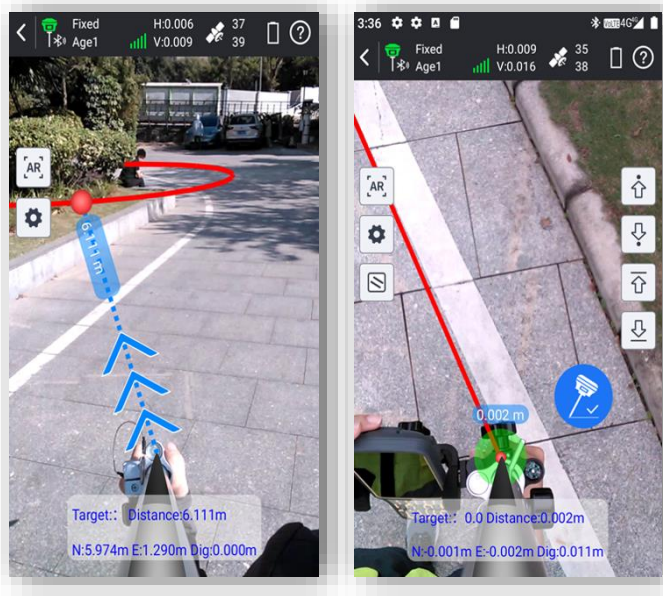 Fixed
Age1
H:0.006
V:0.009
37
39
AR
6.111 m
Target:: Distance:6.111m
N:5.974m E:1.290m Dig:0.000m
3:36
4G
Fixed
Age1
H:0.009
V:0.016
35
38
AR
0.002 m
Target:: 0.0 Distance:0.002m
N:-0.001m E:-0.002m Dig:0.011m